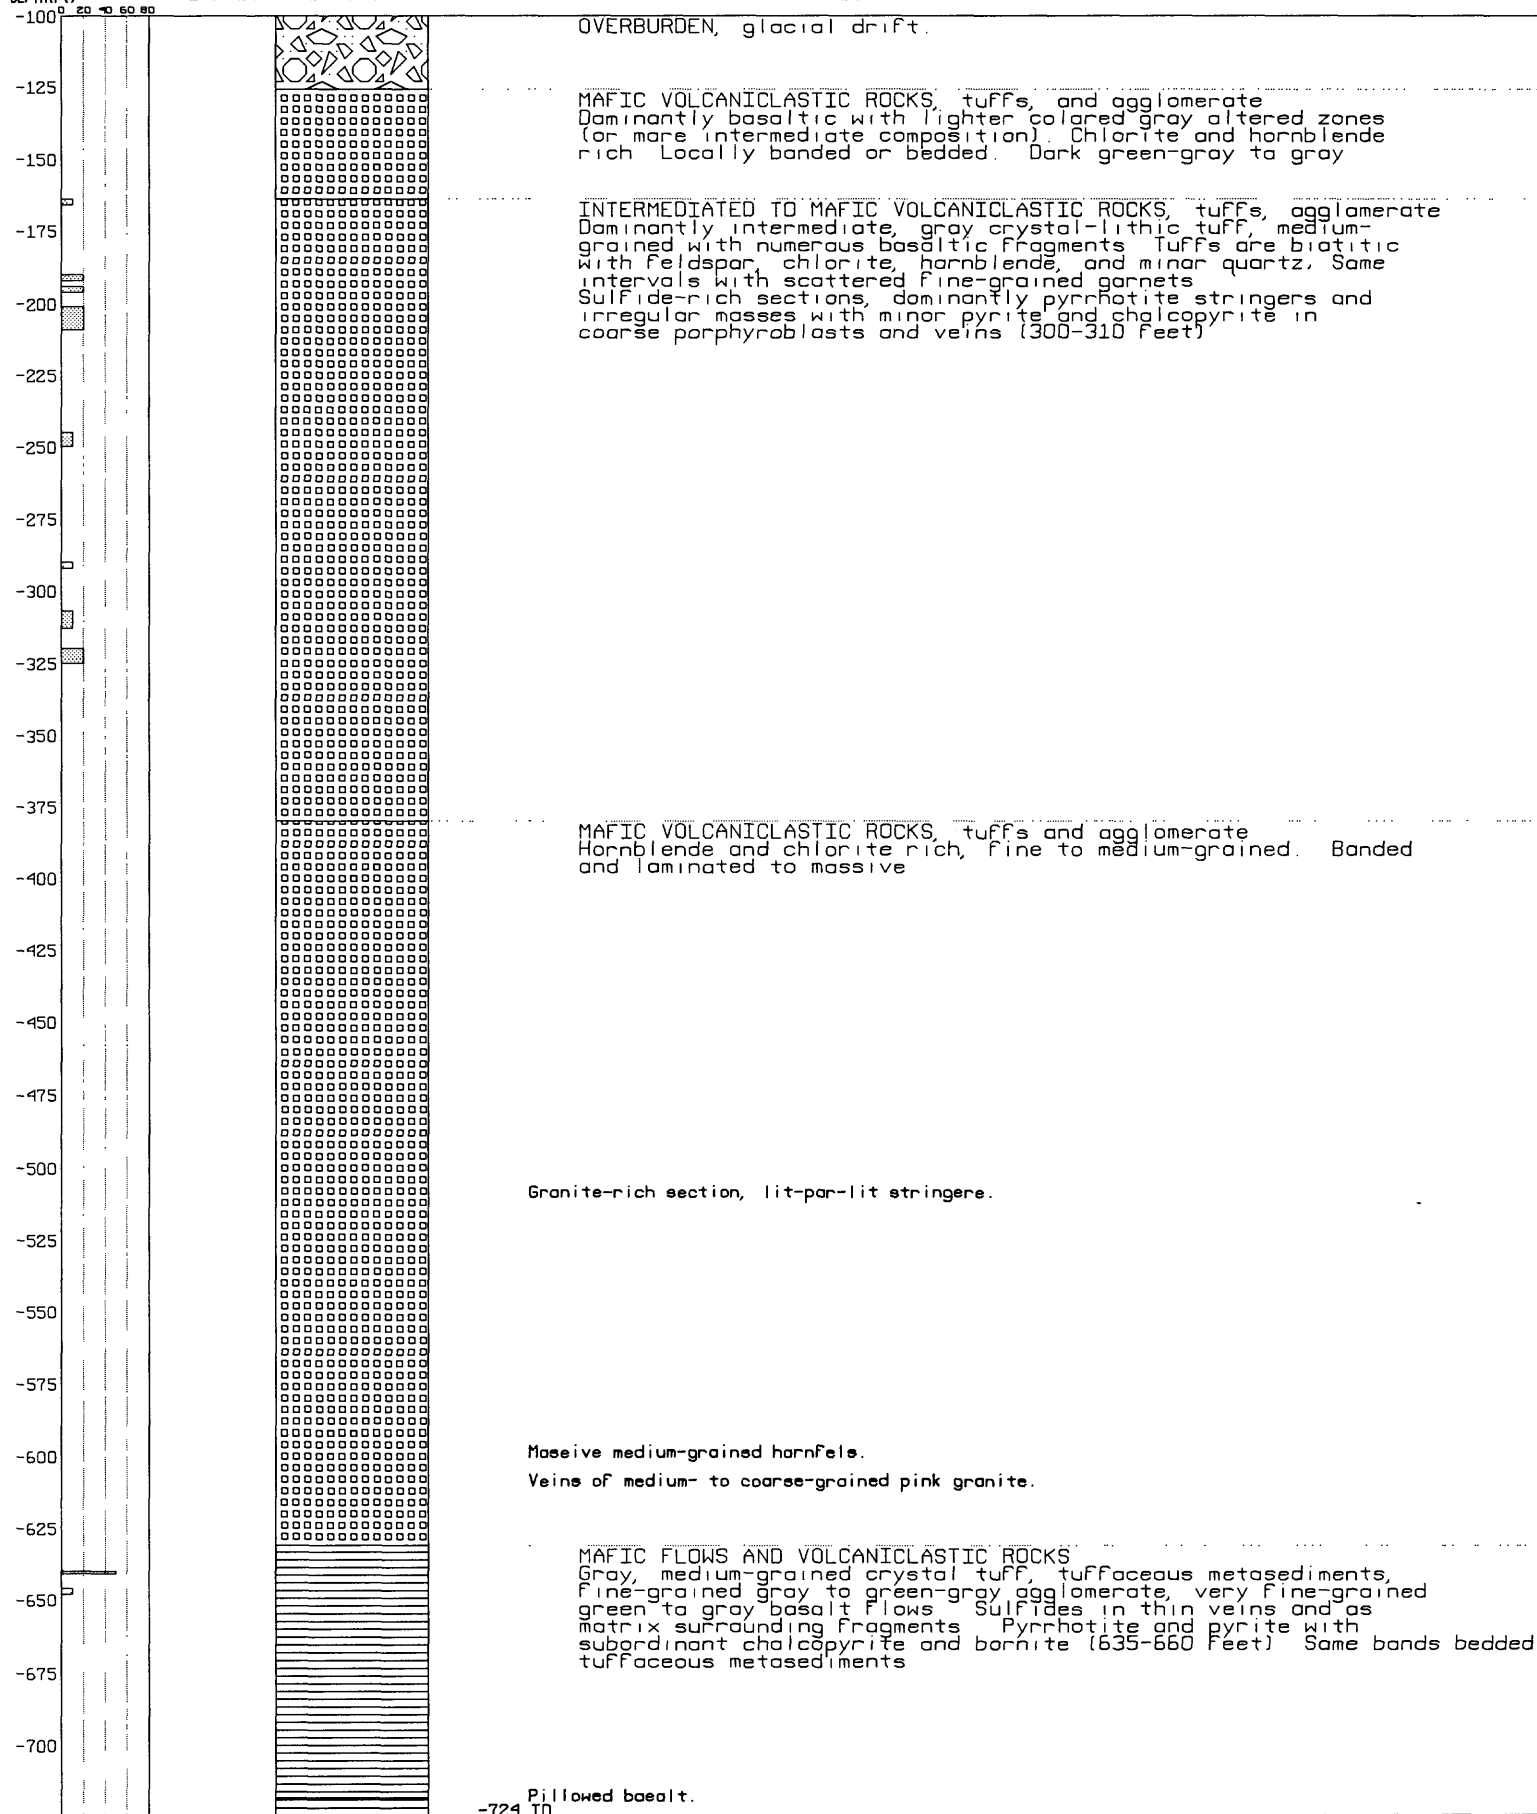 0 20 40 60 80
-100
OVERBURDEN, glacial drift.
-125
MAFIC VOLCANICLASTIC ROCKS, tuffs, and agglomerate
Dominantly basaltic with lighter colored gray altered zones
(or more intermediate composition). Chlorite and hornblende
rich Locally banded or bedded. Dark green-gray to gray
-150
INTERMEDIATED TO MAFIC VOLCANICLASTIC ROCKS, tuffs, agglomerate
Dominantly intermediate, gray crystal-lithic tuff, medium-
grained with numerous basaltic fragments Tuffs are biotitic
with feldspar, chlorite, hornblende, and minor quartz. Some
intervals with scattered fine-grained garnets
Sulfide-rich sections, dominantly pyrrhotite stringers and
irregular masses with minor pyrite and chalcopyrite in
coarse porphyroblasts and veins (300-310 feet)
-175
-200
-225
-250
-275
-300
-325
-350
-375
MAFIC VOLCANICLASTIC ROCKS, tuffs and agglomerate
Hornblende and chlorite rich, fine to medium-grained. Banded
and laminated to massive
-400
-425
-450
-475
-500
Granite-rich section, lit-par-lit stringere.
-525
-550
-575
-600
Maseive medium-grained hornfels.
Veins of medium- to coarse-grained pink granite.
-625
MAFIC FLOWS AND VOLCANICLASTIC ROCKS
Gray, medium-grained crystal tuff, tuffaceous metasediments,
fine-grained gray to green-gray agglomerate, very fine-grained
green to gray basalt flows Sulfides in thin veins and as
matrix surrounding fragments Pyrrhotite and pyrite with
subordinant chalcopyrite and bornite (635-660 feet) Some bands bedded
tuffaceous metasediments
-650
-675
-700
Pillowed baealt.
-724 TD